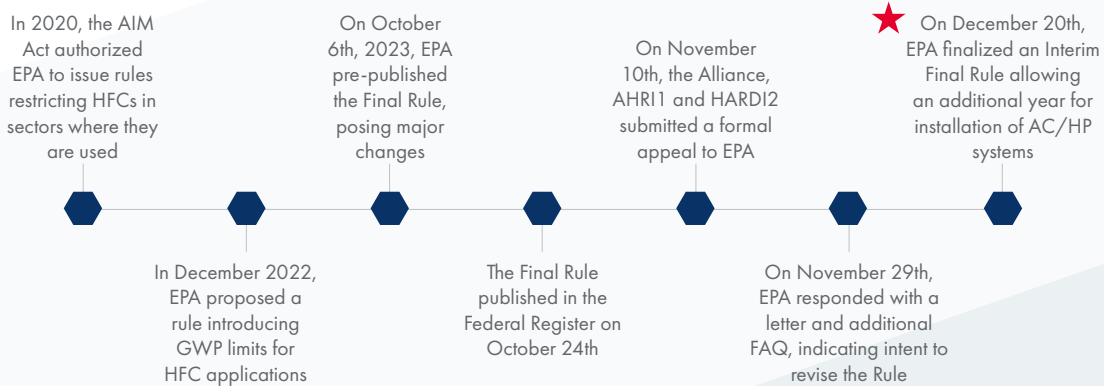 In 2020, the AIM
Act authorized
EPA to issue rules
restricting HFCs in
sectors where they
are used
In December 2022,
EPA proposed a
rule introducing
GWP limits for
HFC applications
On October
6th, 2023, EPA
pre-published
the Final Rule,
posing major
changes
The Final Rule
published in the
Federal Register on
October 24th
On November
10th, the Alliance,
AHRI1 and HARDI2
submitted a formal
appeal to EPA
On November 29th,
EPA responded with a
letter and additional
FAQ, indicating intent to
revise the Rule
On December 20th,
EPA finalized an Interim
Final Rule allowing
an additional year for
installation of AC/HP
systems